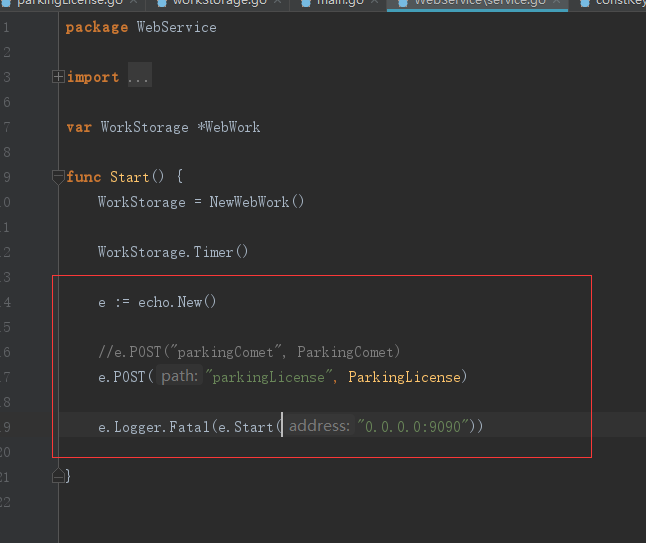 parkingLicense.go workStorage.go main.go WebService\service.go constKey
1 package WebService
2
3 import ...
6
7 var WorkStorage *WebWork
8
9 func Start() {
10 WorkStorage = NewWebWork()
11
12 WorkStorage.Timer()
13
14 e := echo.New()
15
16 //e.POST("parkingComet", ParkingComet)
17 e.POST( path: "parkingLicense", ParkingLicense)
18
19 e.Logger.Fatal(e.Start( address: "0.0.0.0:9090"))
20
21 }
22